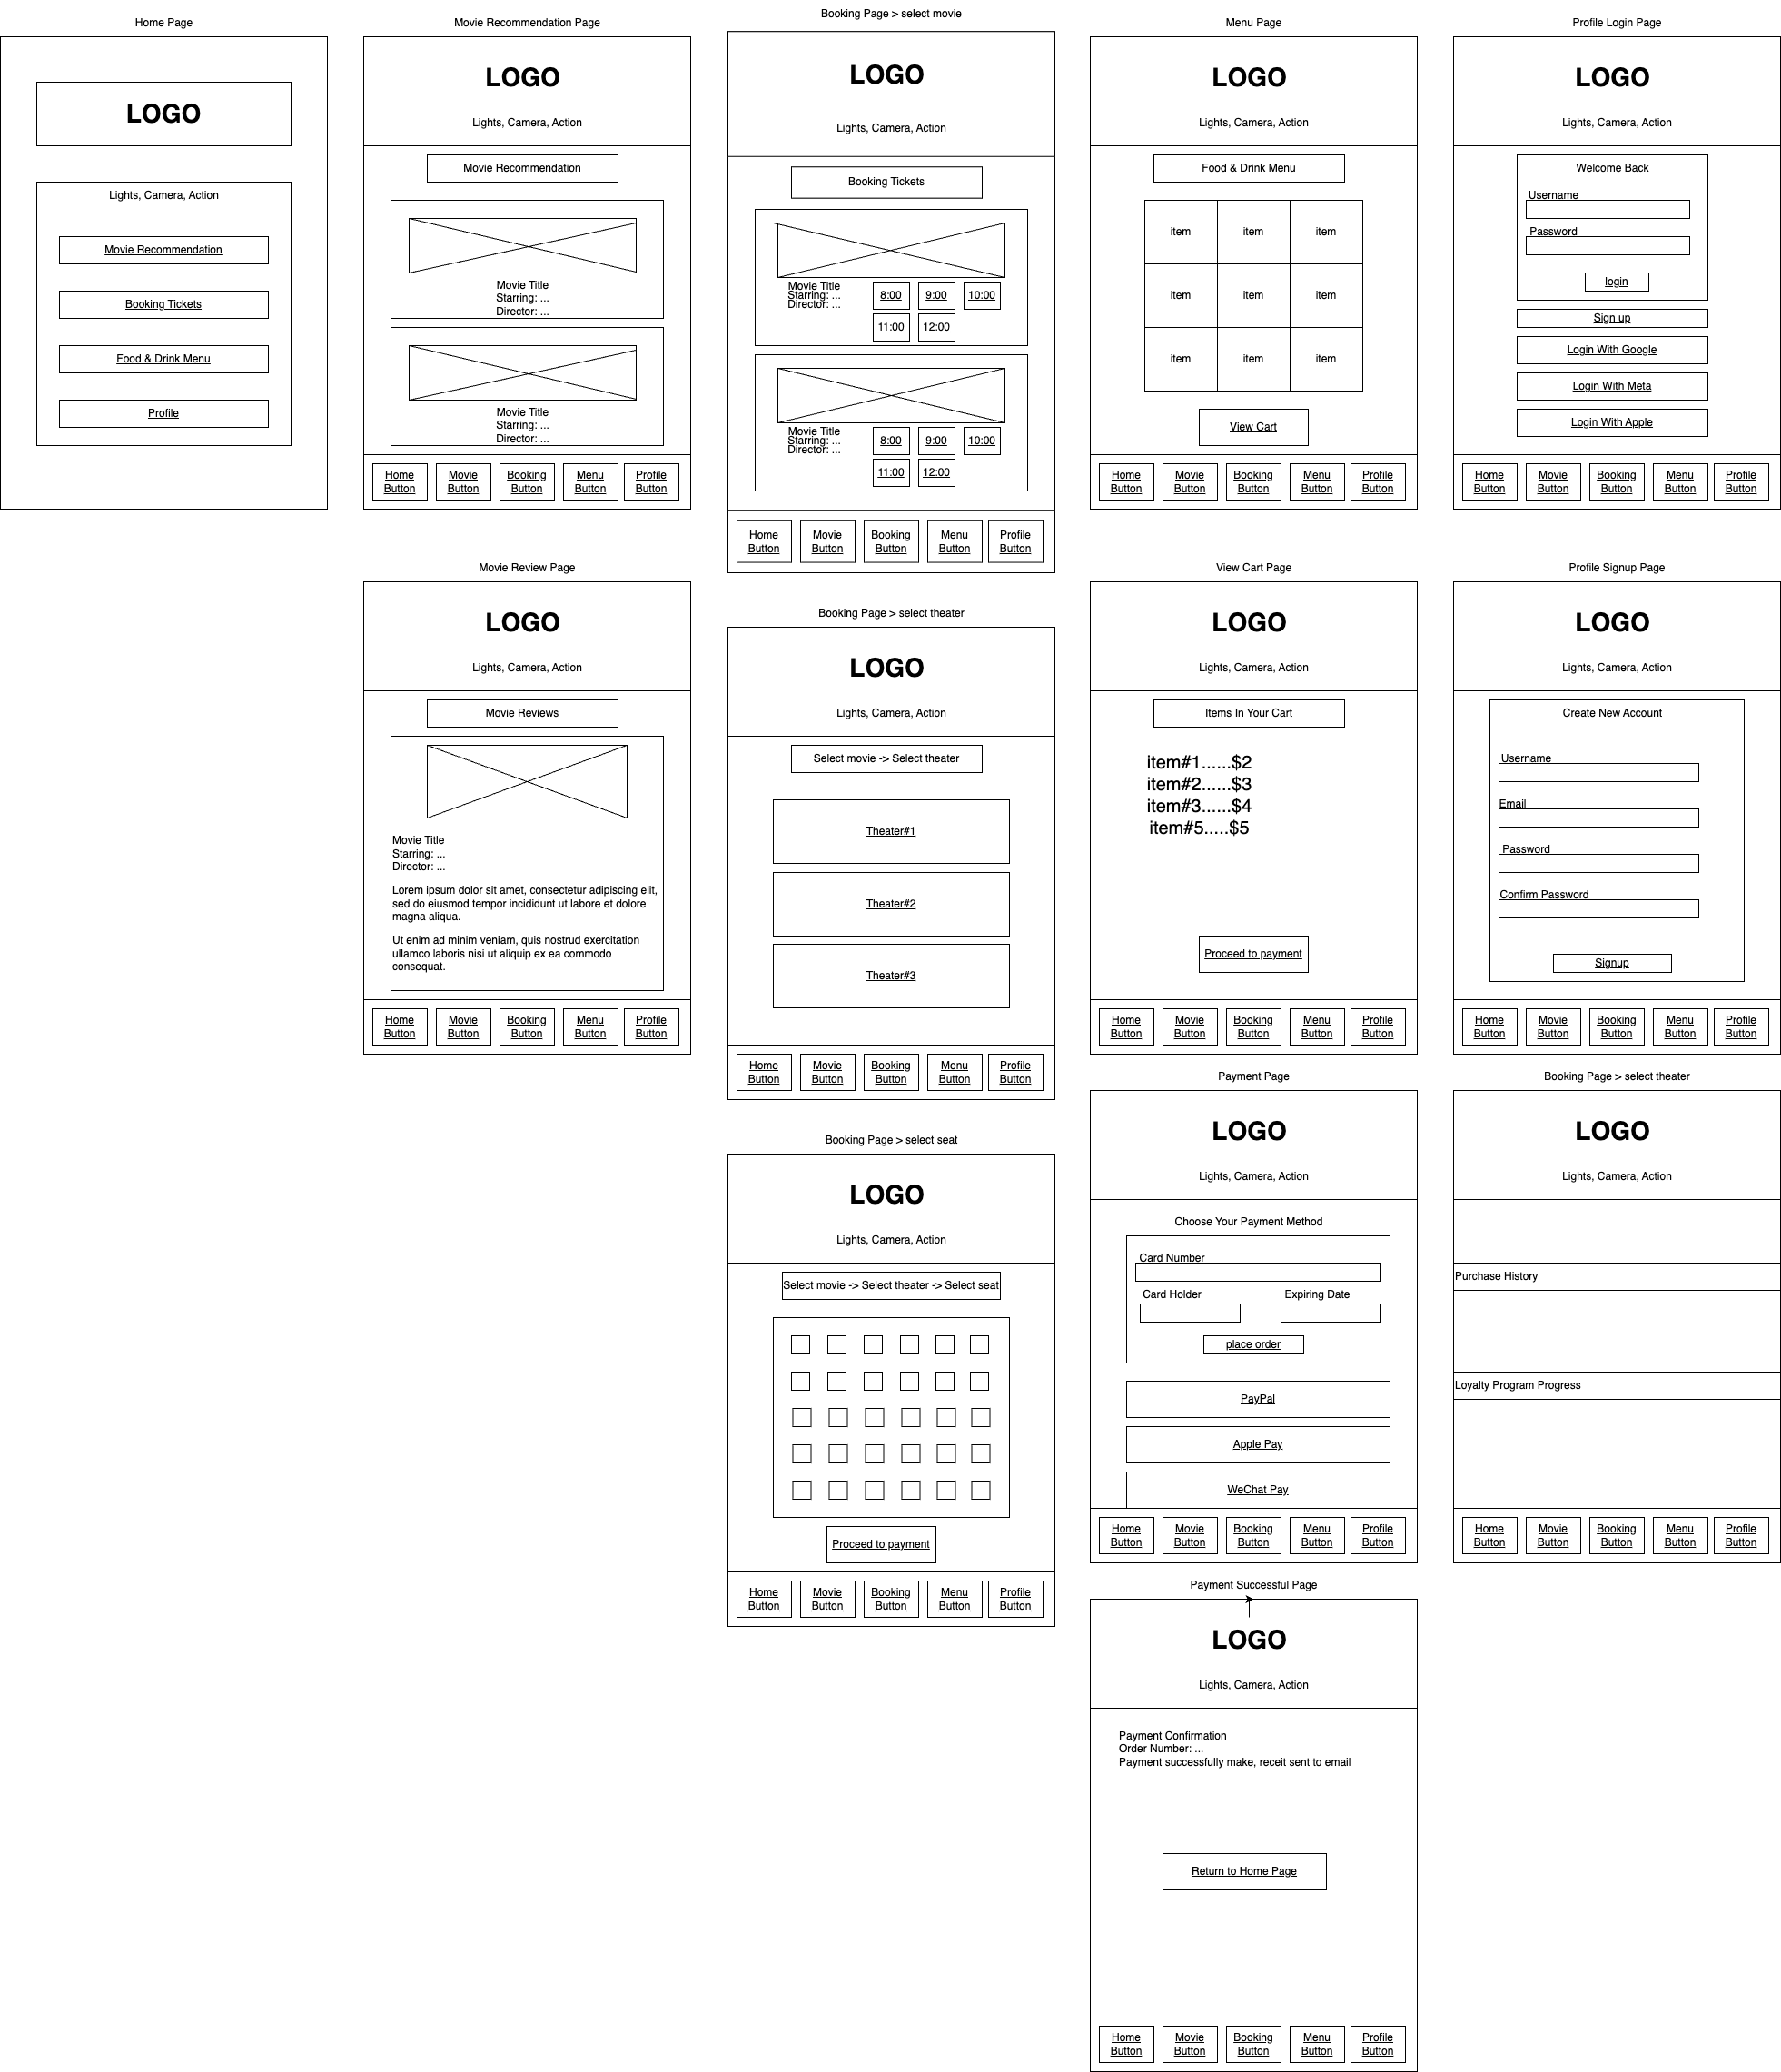 Home Page
LOGO
Lights, Camera, Action
Movie Recommendation
Booking Tickets
Food & Drink Menu
Profile
Movie Recommendation Page
LOGO
Lights, Camera, Action
Movie Recommendation
Movie Title
Starring: ...
Director: ...
Movie Title
Starring: ...
Director: ...
Home Button
Movie Button
Booking Button
Menu Button
Profile Button
Movie Review Page
LOGO
Lights, Camera, Action
Movie Reviews
Movie Title
Starring: ...
Director: ...
Lorem ipsum dolor sit amet, consectetur adipiscing elit,
sed do eiusmod tempor incididunt ut labore et dolore
magna aliqua.
Ut enim ad minim veniam, quis nostrud exercitation
ullamco laboris nisi ut aliquip ex ea commodo
consequat.
Home Button
Movie Button
Booking Button
Menu Button
Profile Button
Booking Page > select movie
LOGO
Lights, Camera, Action
Booking Tickets
Movie Title
Starring: ...
Director: ...
8:00
9:00
10:00
11:00
12:00
Movie Title
Starring: ...
Director: ...
8:00
9:00
10:00
11:00
12:00
Home Button
Movie Button
Booking Button
Menu Button
Profile Button
Booking Page > select theater
LOGO
Lights, Camera, Action
Select movie -> Select theater
Theater#1
Theater#2
Theater#3
Home Button
Movie Button
Booking Button
Menu Button
Profile Button
Booking Page > select seat
LOGO
Lights, Camera, Action
Select movie -> Select theater -> Select seat
Proceed to payment
Home Button
Movie Button
Booking Button
Menu Button
Profile Button
Menu Page
LOGO
Lights, Camera, Action
Food & Drink Menu
item item item
item item item
item item item
View Cart
Home Button
Movie Button
Booking Button
Menu Button
Profile Button
View Cart Page
LOGO
Lights, Camera, Action
Items In Your Cart
item#1......$2
item#2......$3
item#3......$4
item#5.....$5
Proceed to payment
Home Button
Movie Button
Booking Button
Menu Button
Profile Button
Payment Page
LOGO
Lights, Camera, Action
Choose Your Payment Method
Card Number
Card Holder
Expiring Date
place order
PayPal
Apple Pay
WeChat Pay
Home Button
Movie Button
Booking Button
Menu Button
Profile Button
Payment Successful Page
LOGO
Lights, Camera, Action
Payment Confirmation
Order Number: ...
Payment successfully make, receit sent to email
Return to Home Page
Home Button
Movie Button
Booking Button
Menu Button
Profile Button
Profile Login Page
LOGO
Lights, Camera, Action
Welcome Back
Username
Password
login
Sign up
Login With Google
Login With Meta
Login With Apple
Home Button
Movie Button
Booking Button
Menu Button
Profile Button
Profile Signup Page
LOGO
Lights, Camera, Action
Create New Account
Username
Email
Password
Confirm Password
Signup
Home Button
Movie Button
Booking Button
Menu Button
Profile Button
Booking Page > select theater
LOGO
Lights, Camera, Action
Purchase History
Loyalty Program Progress
Home Button
Movie Button
Booking Button
Menu Button
Profile Button